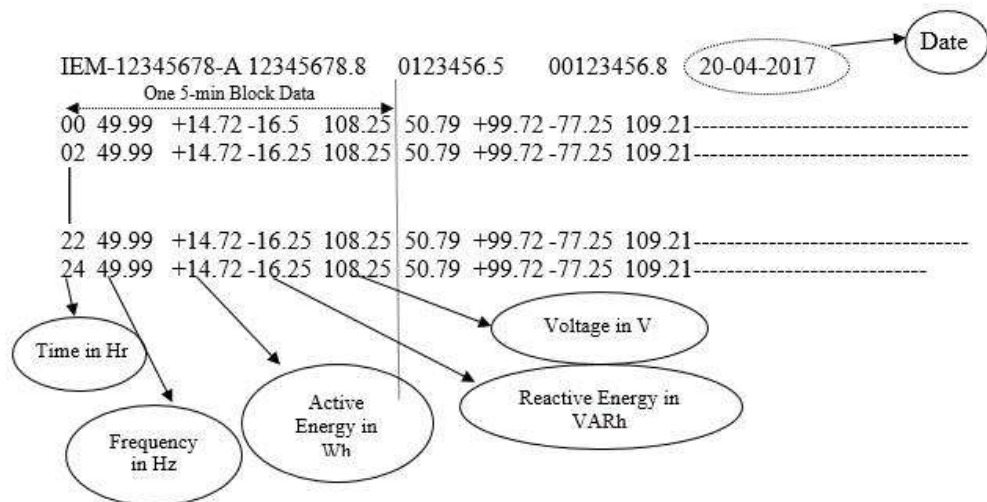 Date
IEM-12345678-A 12345678.8 0123456.5 00123456.8 20-04-2017
One 5-min Block Data
00 49.99 +14.72 -16.5 108.25 50.79 +99.72 -77.25 109.21--------------------------------
02 49.99 +14.72 -16.25 108.25 50.79 +99.72 -77.25 109.21--------------------------------
22 49.99 +14.72 -16.25 108.25 50.79 +99.72 -77.25 109.21--------------------------------
24 49.99 +14.72 -16.25 108.25 50.79 +99.72 -77.25 109.21---------------------------
Voltage in V
Time in Hr
Active
Energy in
Wh
Reactive Energy in
VARh
Frequency
in Hz